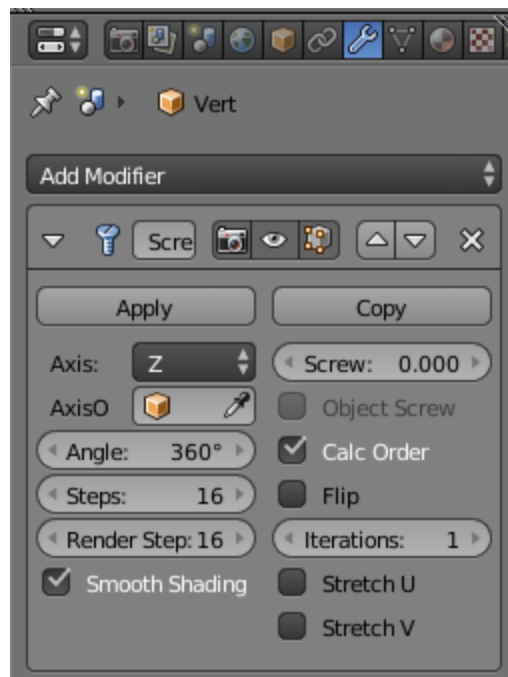 Vert
Add Modifier
Scre
Apply
Copy
Axis: Z
Screw: 0.000
AxisO
Object Screw
Angle: 360°
Calc Order
Steps: 16
Flip
Render Step: 16
Iterations: 1
Smooth Shading
Stretch U
Stretch V